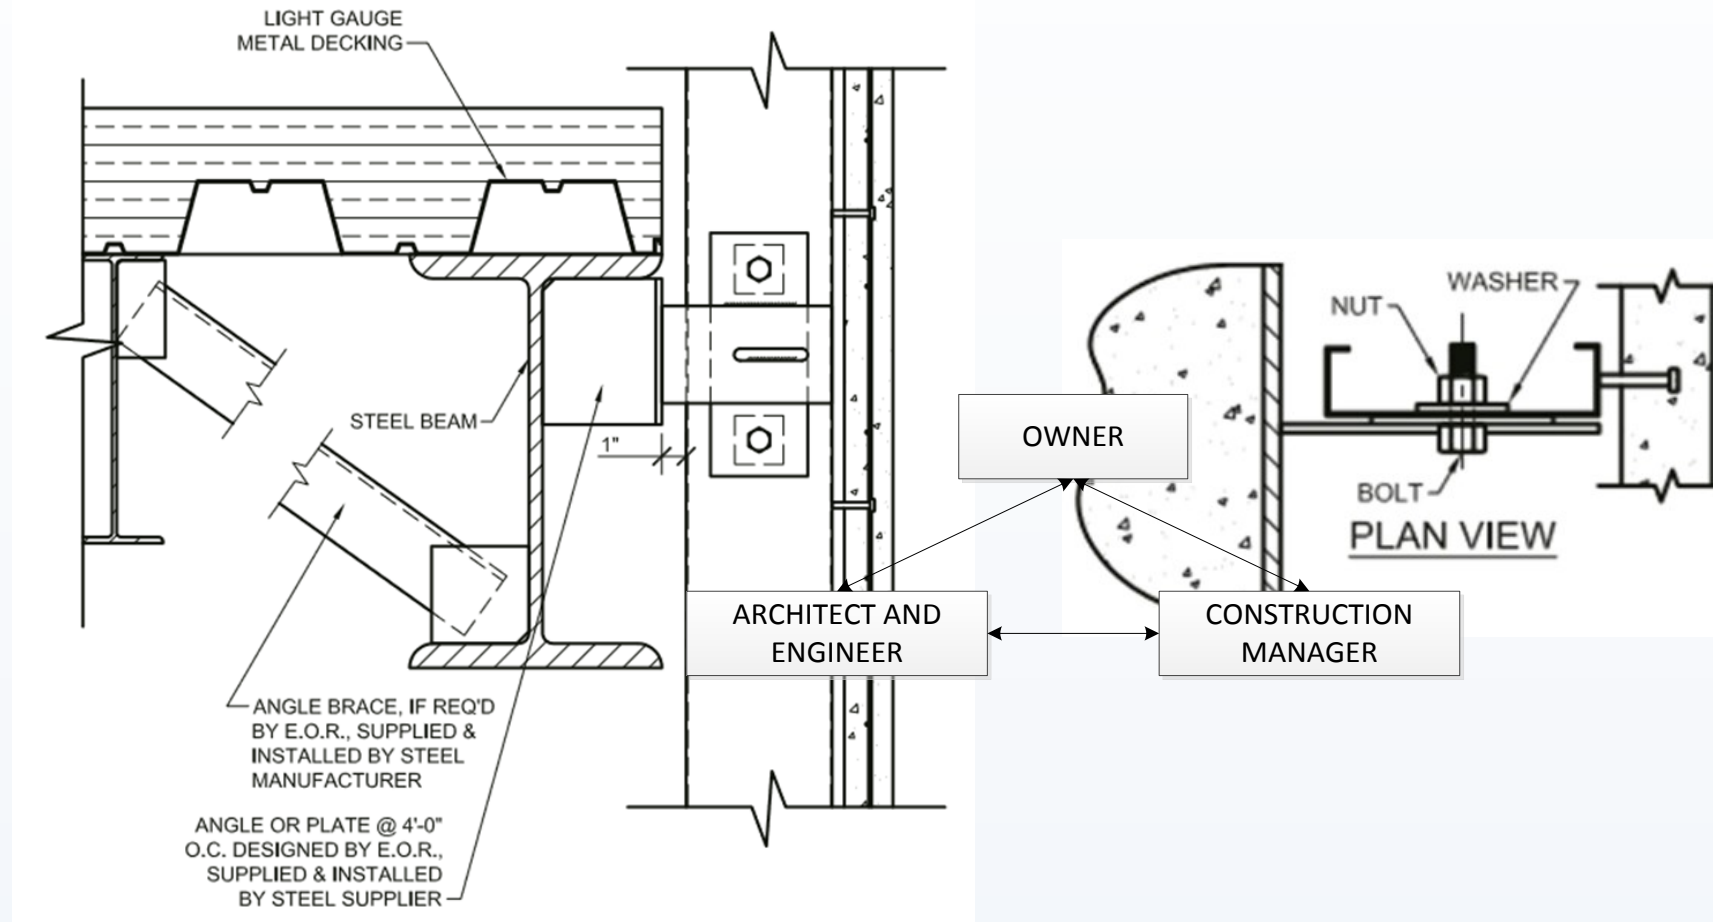 LIGHT GAUGE
METAL DECKING
STEEL BEAM
1"
ANGLE BRACE, IF REQ'D
BY E.O.R., SUPPLIED &
INSTALLED BY STEEL
MANUFACTURER
ANGLE OR PLATE @ 4'-0"
O.C. DESIGNED BY E.O.R.,
SUPPLIED & INSTALLED
BY STEEL SUPPLIER
OWNER
ARCHITECT AND
ENGINEER
CONSTRUCTION
MANAGER
WASHER
NUT
BOLT
PLAN VIEW